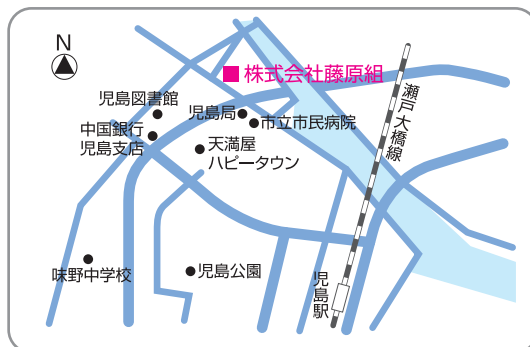 N
株式会社藤原組
児島図書館
児島局
市立市民病院
中国銀行
児島支店
天満屋
ハピータウン
瀬戸大橋線
味野中学校
児島公園
児島駅